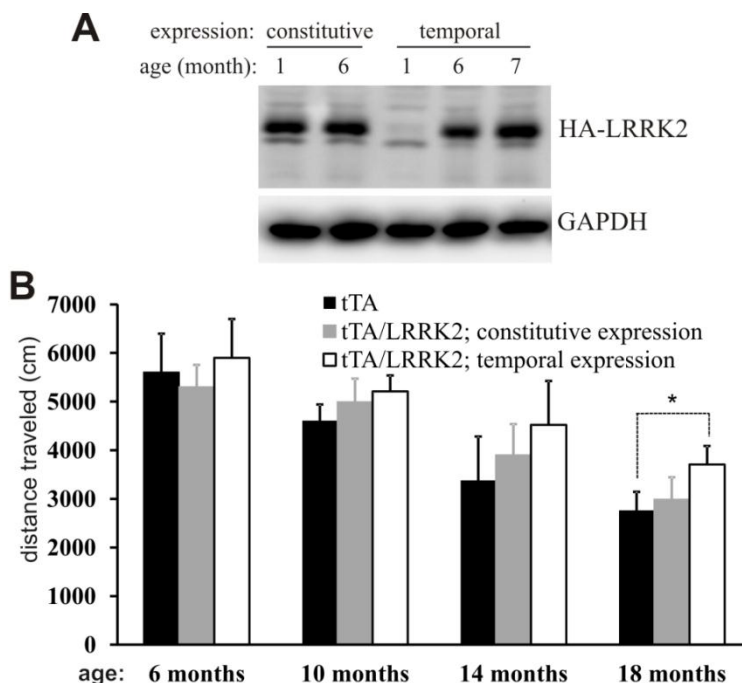 A
expression: constitutive temporal
age (month): 1 6 1 6 7
HA-LRRK2
GAPDH
B
distance traveled (cm)
7000
6000
5000
4000
3000
2000
1000
0
tTA
tTA/LRRK2; constitutive expression
tTA/LRRK2; temporal expression
*
age: 6 months 10 months 14 months 18 months